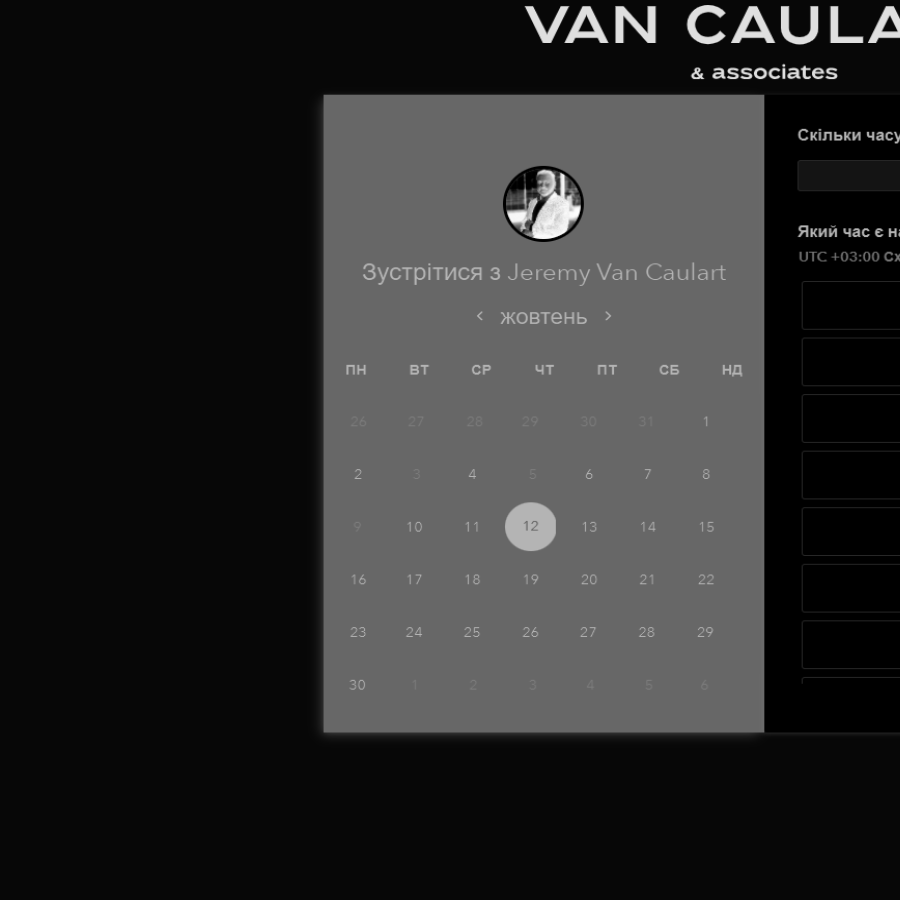 VAN CAULA
& associates
Скільки часу
Який час є на
UTC +03:00 Сх
Зустрітися з Jeremy Van Caulart
‹ жовтень ›
ПН ВТ СР ЧТ ПТ СБ НД
26 27 28 29 30 31 1
2 3 4 5 6 7 8
9 10 11 12 13 14 15
16 17 18 19 20 21 22
23 24 25 26 27 28 29
30 1 2 3 4 5 6